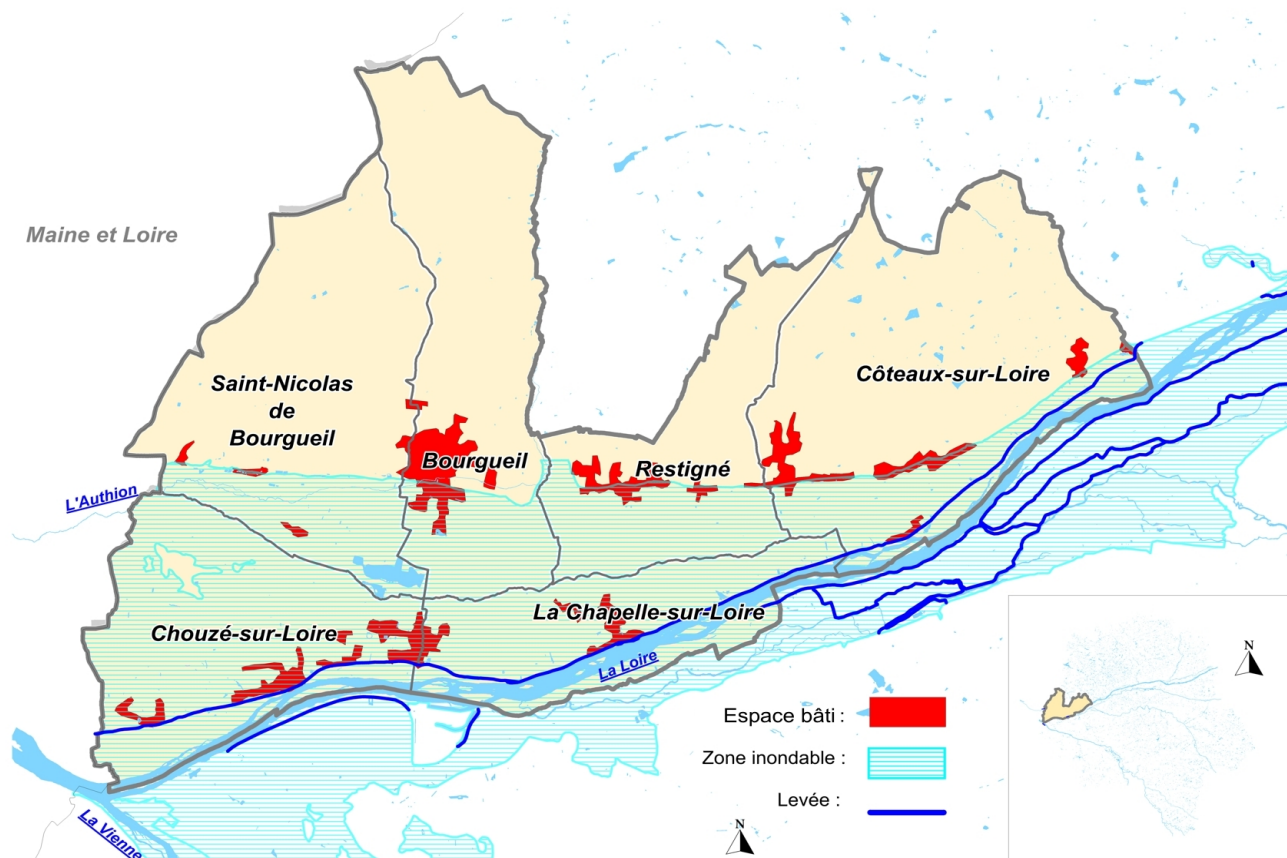 Maine et Loire
Saint-Nicolas
de
Bourgueil
Bourgueil
Restigné
Côteaux-sur-Loire
L'Authion
Chouzé-sur-Loire
La Chapelle-sur-Loire
La Loire
La Vienne
Espace bâti :
Zone inondable :
Levée :
N
N